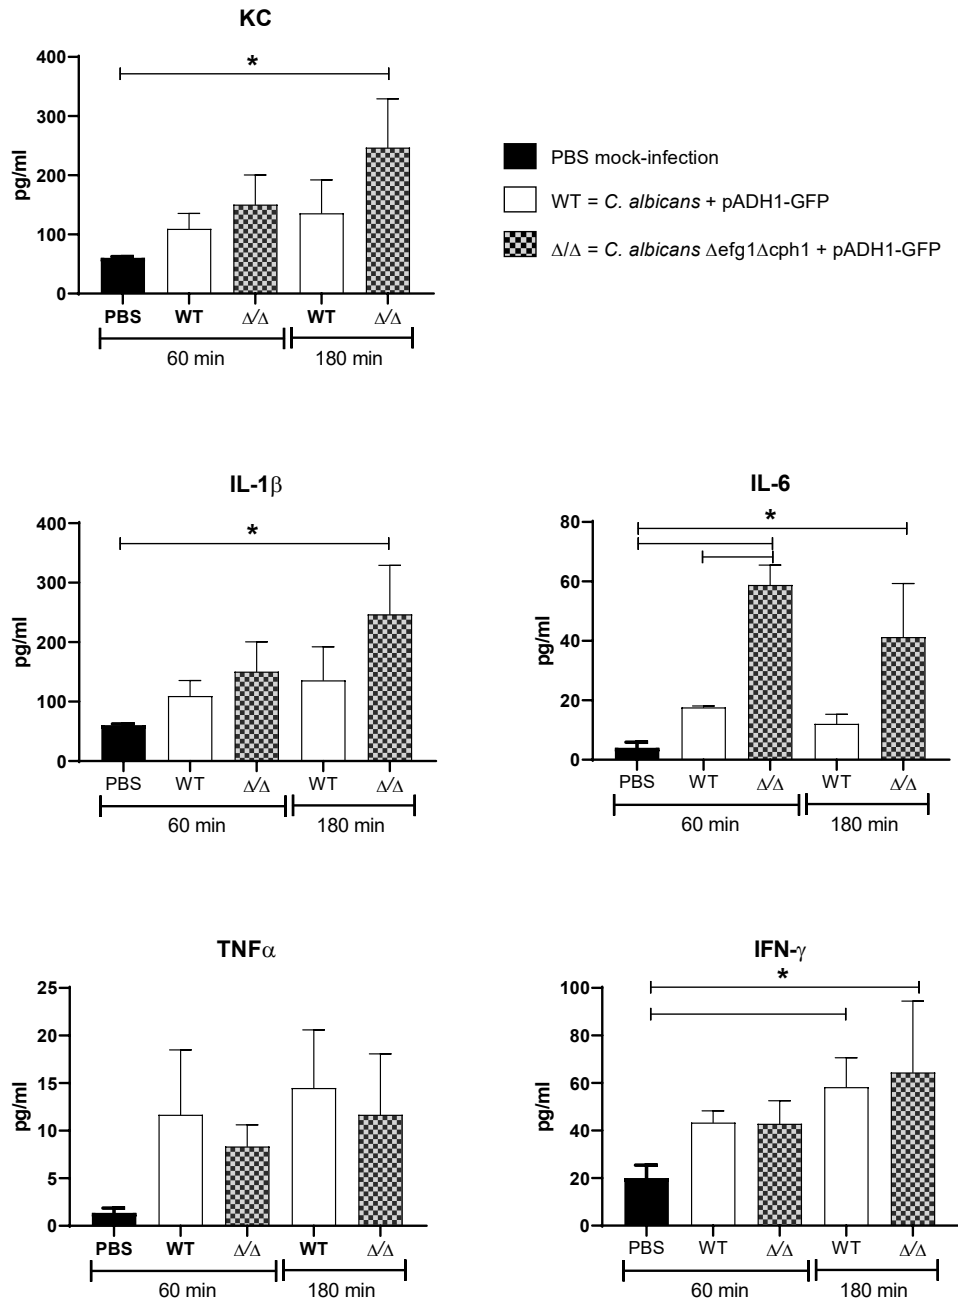 KC
400
300
200
100
0
pg/ml
*
PBS WT Δ/Δ WT Δ/Δ
60 min 180 min
PBS mock-infection
WT = C. albicans + pADH1-GFP
Δ/Δ = C. albicans Δefg1Δcph1 + pADH1-GFP
IL-1β
400
300
200
100
0
pg/ml
*
PBS WT Δ/Δ WT Δ/Δ
60 min 180 min
IL-6
80
60
40
20
0
pg/ml
*
PBS WT Δ/Δ WT Δ/Δ
60 min 180 min
TNFα
25
20
15
10
5
0
pg/ml
PBS WT Δ/Δ WT Δ/Δ
60 min 180 min
IFN-γ
100
80
60
40
20
0
pg/ml
*
PBS WT Δ/Δ WT Δ/Δ
60 min 180 min